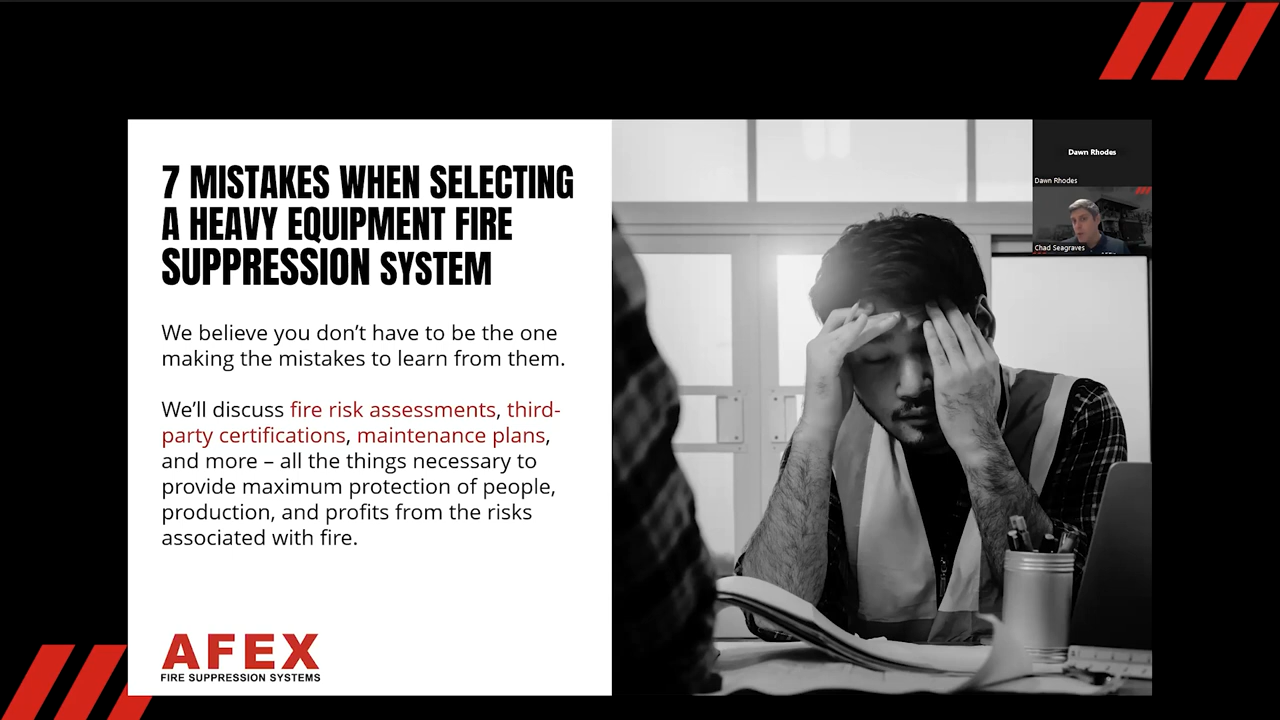 7 MISTAKES WHEN SELECTING
A HEAVY EQUIPMENT FIRE
SUPPRESSION SYSTEM
We believe you don’t have to be the one
making the mistakes to learn from them.
We’ll discuss fire risk assessments, third-
party certifications, maintenance plans,
and more – all the things necessary to
provide maximum protection of people,
production, and profits from the risks
associated with fire.
AFEX
FIRE SUPPRESSION SYSTEMS
Dawn Rhodes
Dawn Rhodes
Chad Seagraves